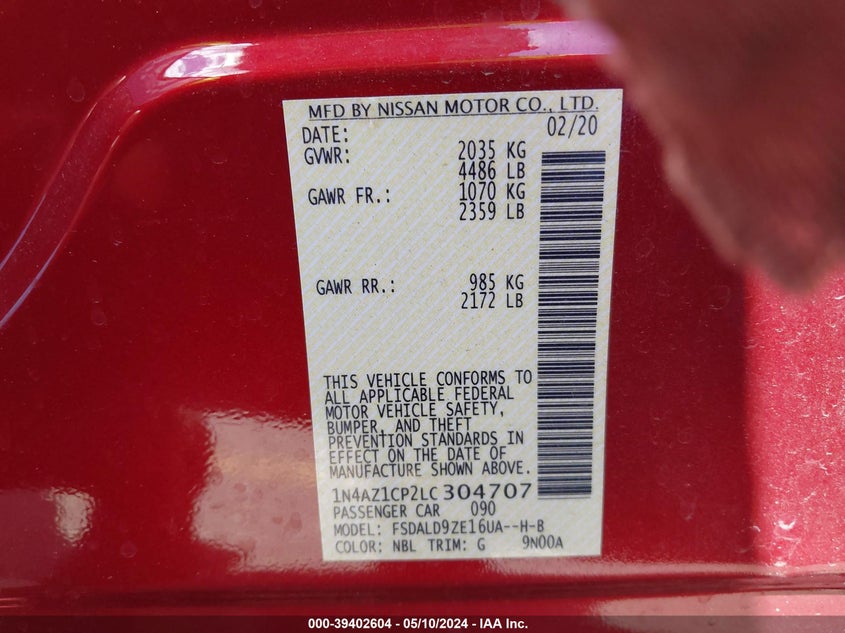 MFD BY NISSAN MOTOR CO., LTD.
DATE: 02/20
GVWR: 2035 KG
4486 LB
GAWR FR.: 1070 KG
2359 LB
GAWR RR.: 985 KG
2172 LB
THIS VEHICLE CONFORMS TO
ALL APPLICABLE FEDERAL
MOTOR VEHICLE SAFETY,
BUMPER, AND THEFT
PREVENTION STANDARDS IN
EFFECT ON THE DATE OF
MANUFACTURE SHOWN ABOVE.
1N4AZ1CP2LC304707
PASSENGER CAR 090
MODEL: FSDALD9ZE16UA--H-B
COLOR: NBL TRIM: G 9N00A
000-39402604 — 05/10/2024 — IAA Inc.